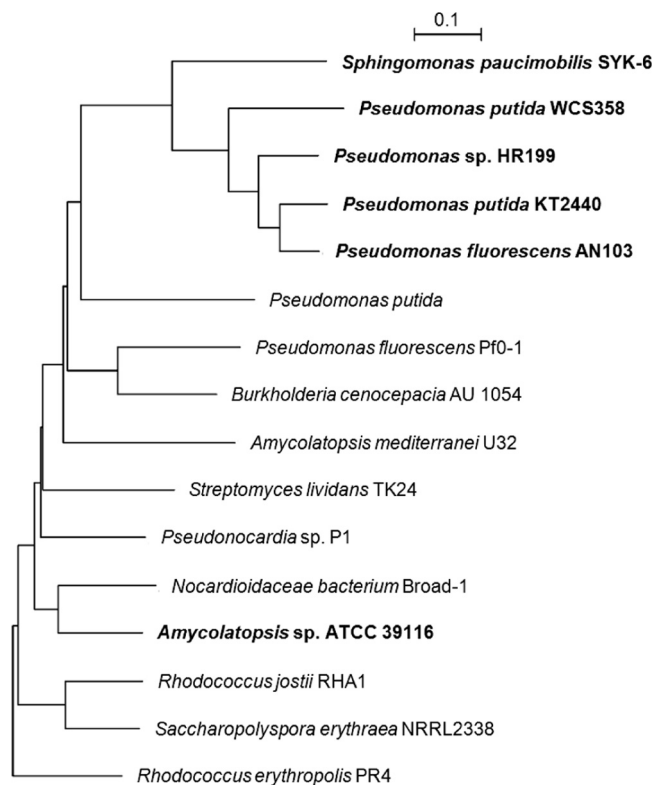 0.1
Sphingomonas paucimobilis SYK-6
Pseudomonas putida WCS358
Pseudomonas sp. HR199
Pseudomonas putida KT2440
Pseudomonas fluorescens AN103
Pseudomonas putida
Pseudomonas fluorescens Pf0-1
Burkholderia cenocepacia AU 1054
Amycolatopsis mediterranei U32
Streptomyces lividans TK24
Pseudonocardia sp. P1
Nocardioidaceae bacterium Broad-1
Amycolatopsis sp. ATCC 39116
Rhodococcus jostii RHA1
Saccharopolyspora erythraea NRRL2338
Rhodococcus erythropolis PR4